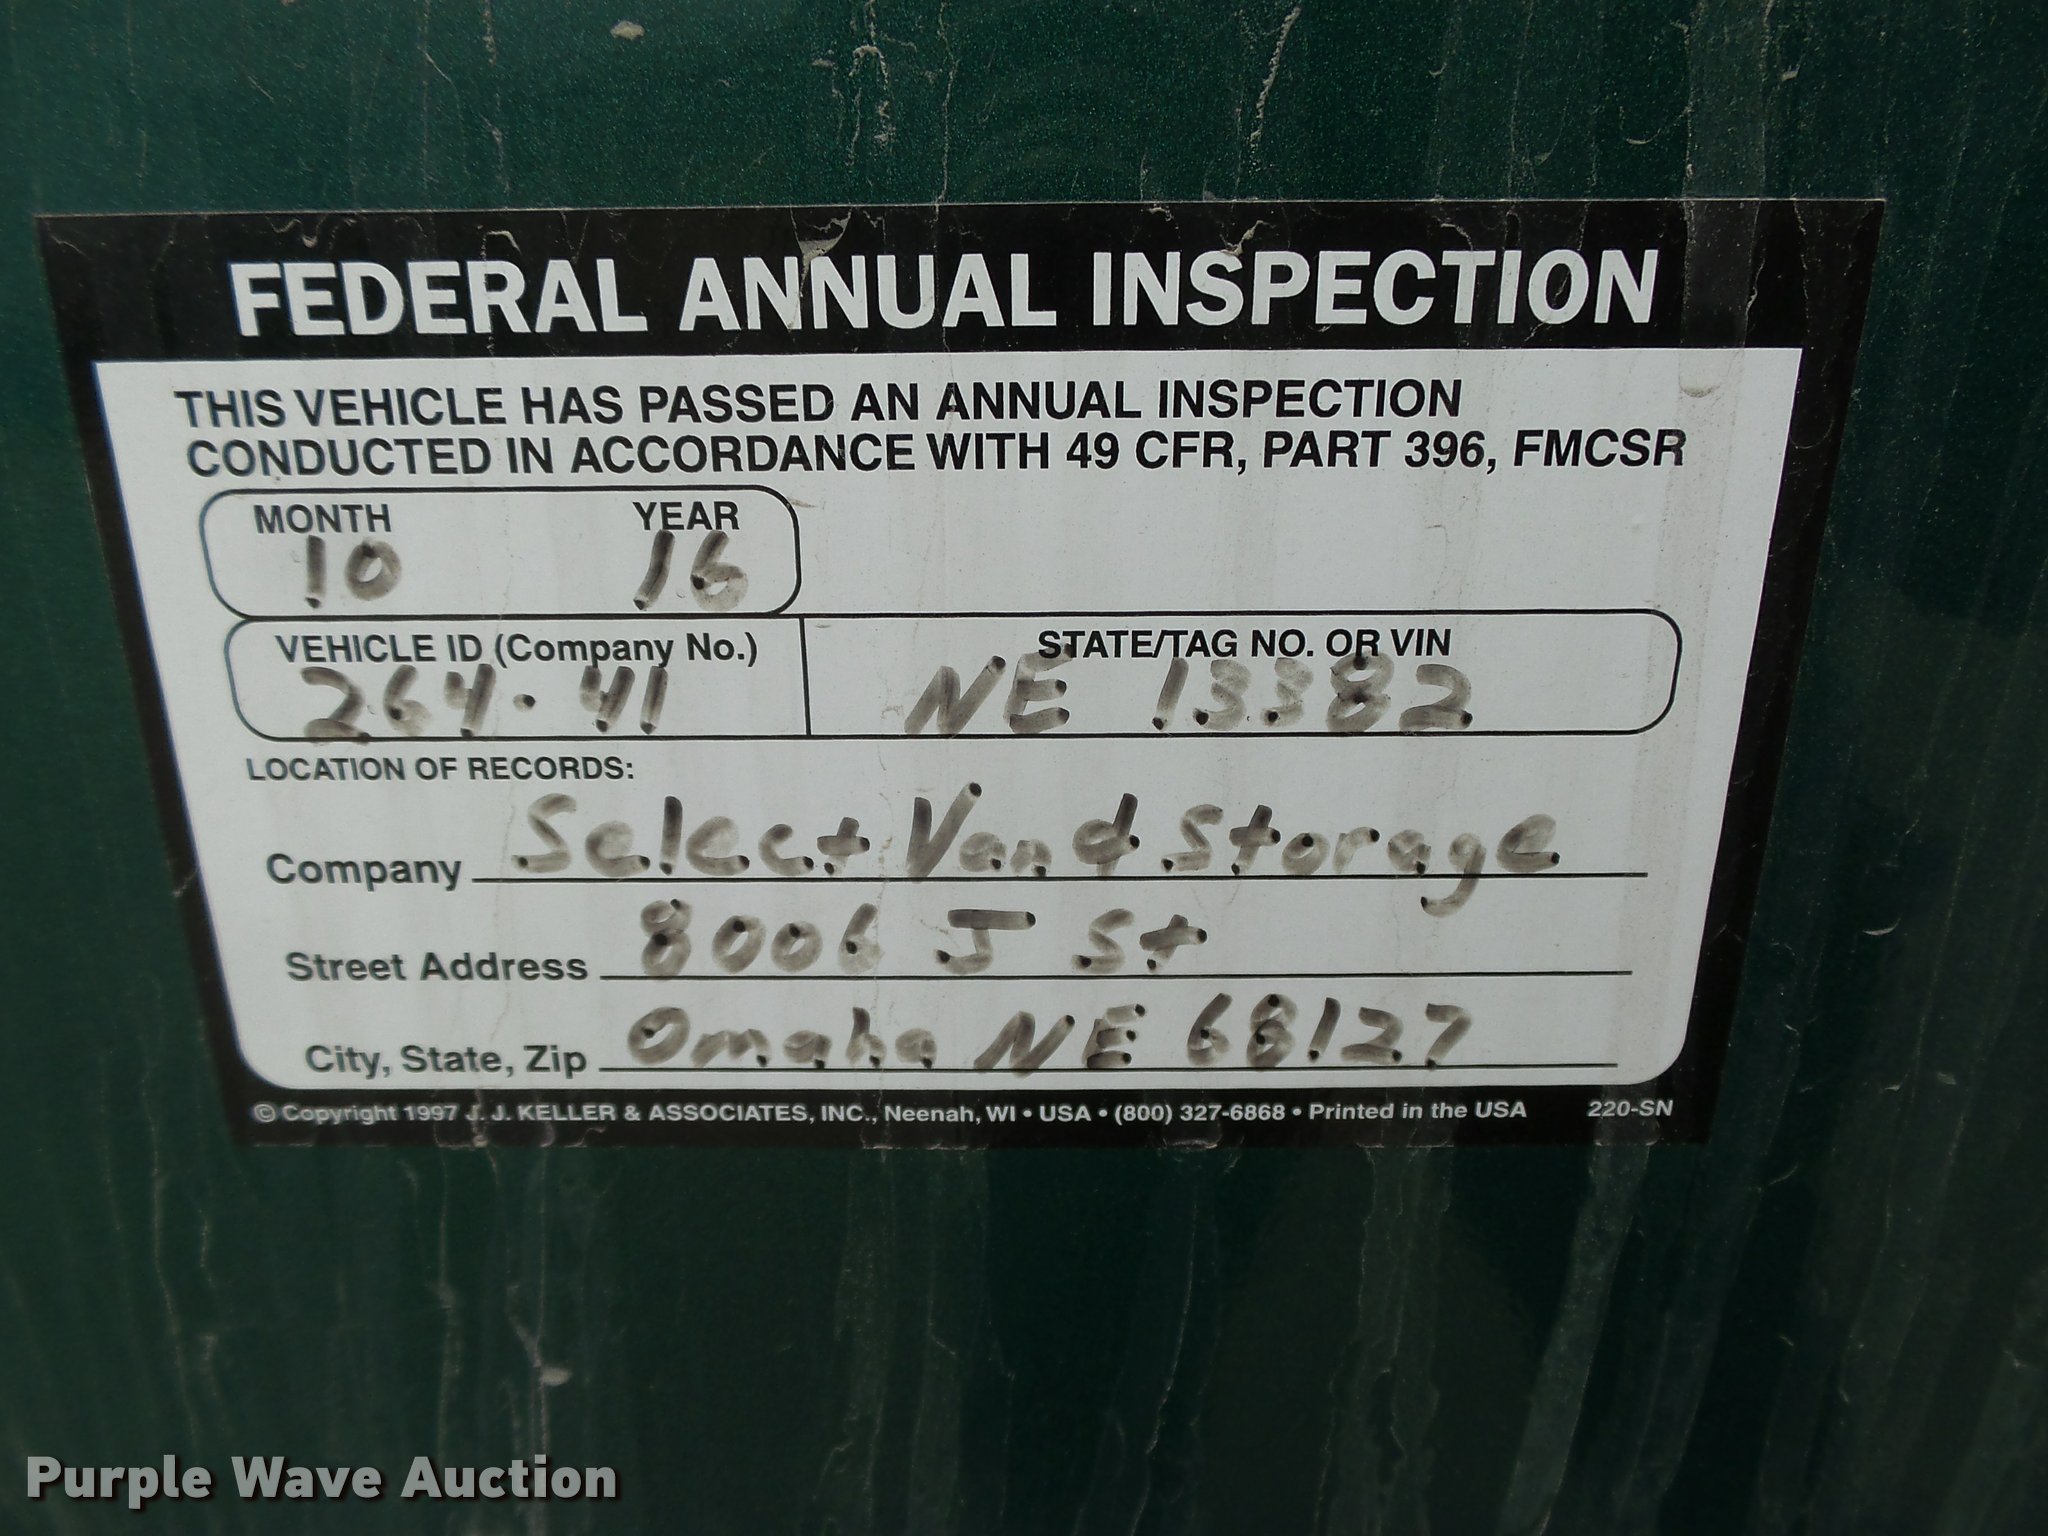 FEDERAL ANNUAL INSPECTION
THIS VEHICLE HAS PASSED AN ANNUAL INSPECTION
CONDUCTED IN ACCORDANCE WITH 49 CFR, PART 396, FMCSR
MONTH YEAR
10 16
VEHICLE ID (Company No.) STATE/TAG NO. OR VIN
264-41 NE 13382
LOCATION OF RECORDS:
Company Select Van & Storage
Street Address 8006 J St
City, State, Zip Omaha NE 68127
© Copyright 1997 J. J. KELLER & ASSOCIATES, INC., Neenah, WI • USA • (800) 327-6868 • Printed in the USA 220-SN
Purple Wave Auction